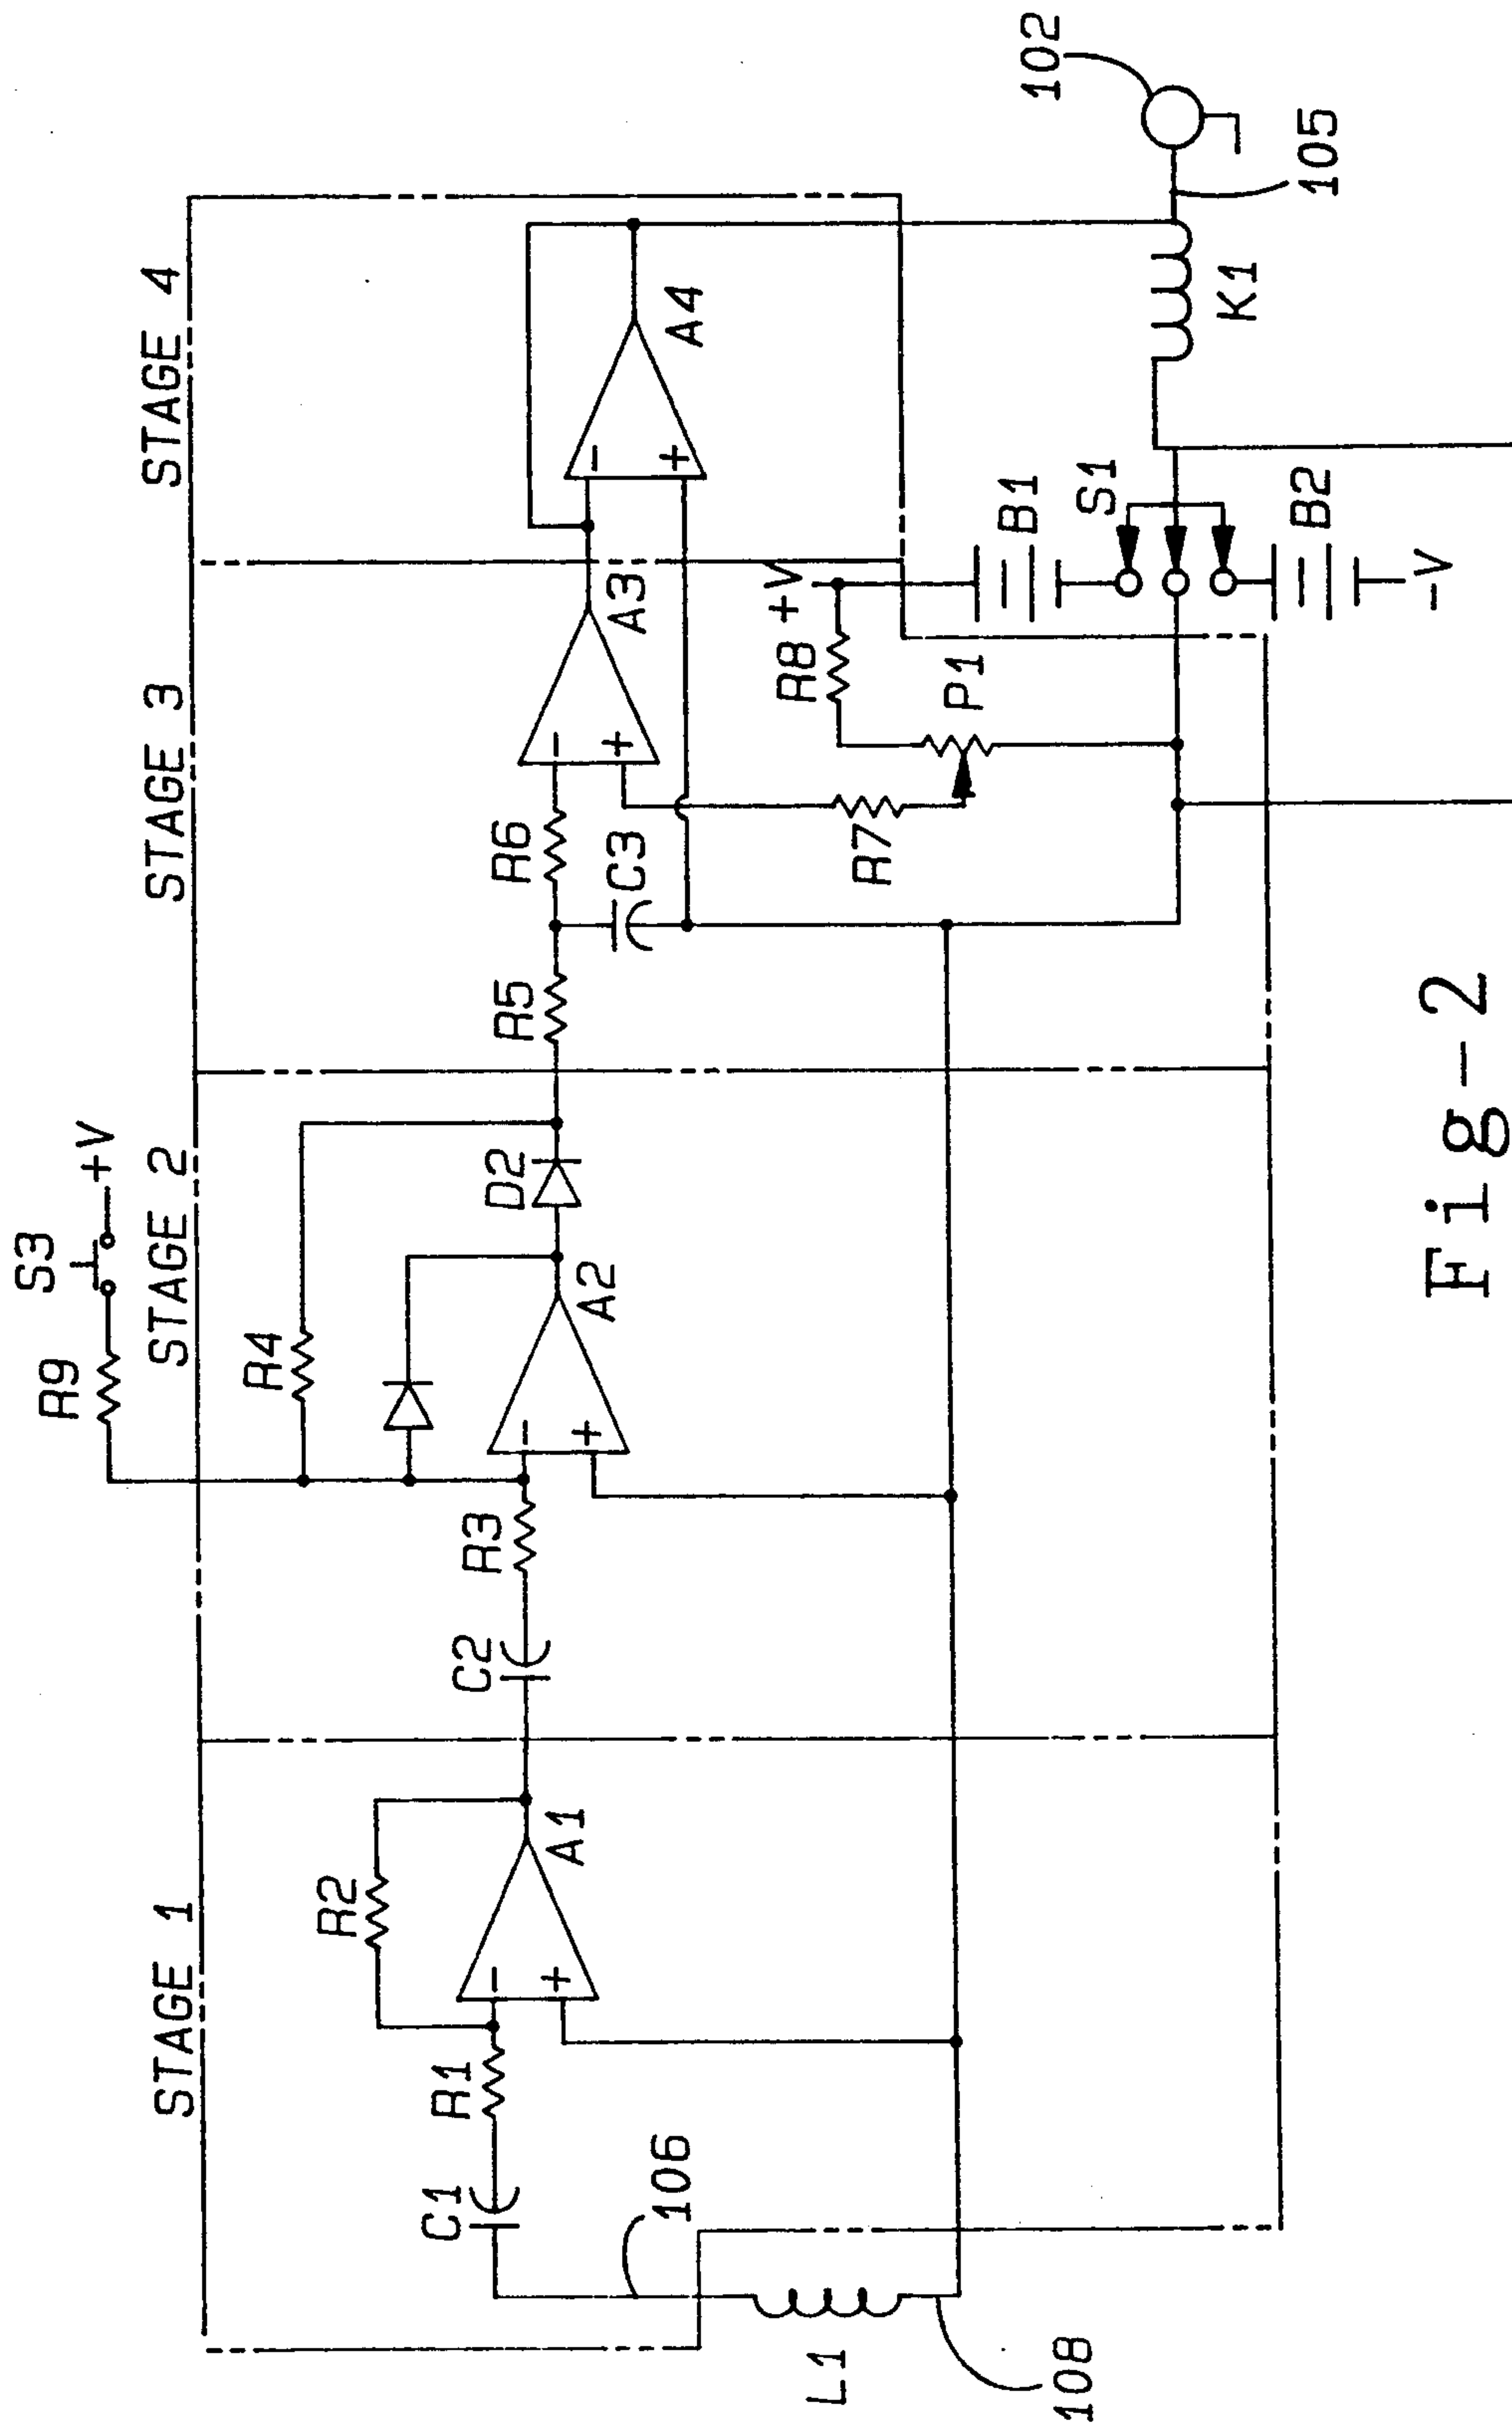 S3
R9
+V
STAGE 1
STAGE 2
STAGE 3
STAGE 4
R4
R2
C1
R1
-
+
A1
C2
R3
-
+
A2
D2
R5
R6
C3
-
+
A3
-
+
A4
R7
R8
+V
P1
B1
S1
B2
-V
K1
102
105
106
L1
108
Fig-2